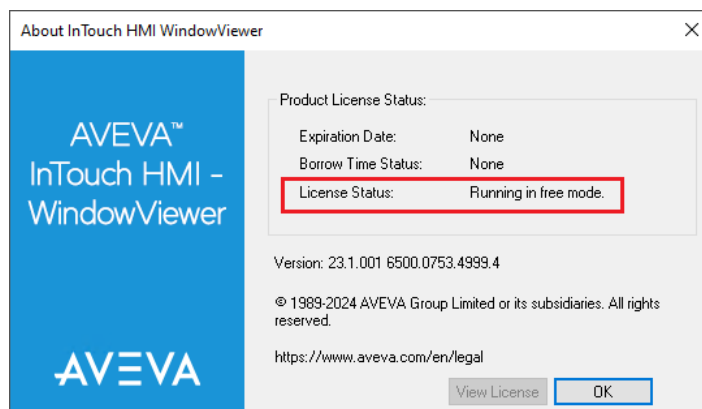 About InTouch HMI WindowViewer
AVEVA™
InTouch HMI -
WindowViewer
AVEVA
Product License Status:
Expiration Date: None
Borrow Time Status: None
License Status: Running in free mode.
Version: 23.1.001 6500.0753.4999.4
© 1989-2024 AVEVA Group Limited or its subsidiaries. All rights
reserved.
https://www.aveva.com/en/legal
View License OK